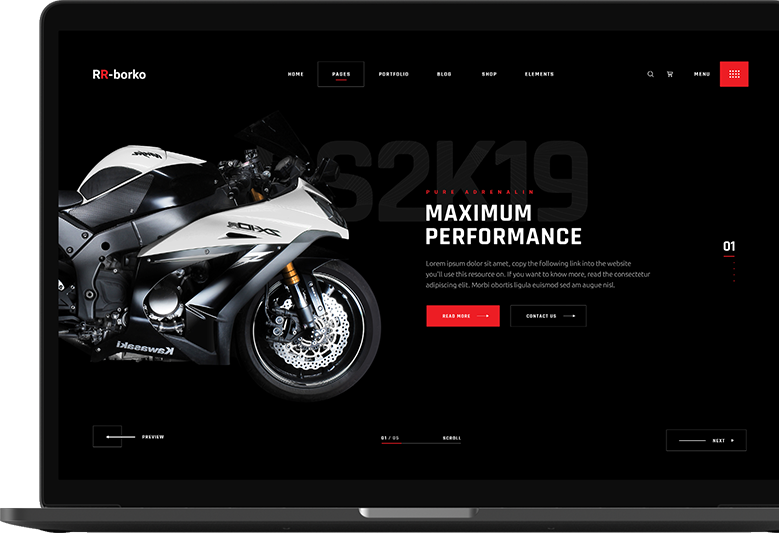 RR-borko
HOME
PAGES
PORTFOLIO
BLOG
SHOP
ELEMENTS
MENU
S2K19
PURE ADRENALIN
MAXIMUM
PERFORMANCE
Lorem ipsum dolor sit amet, copy the following link into the website
you'll use this resource on. If you want to know more, read the consectetur
adipiscing elit. Morbi obortis ligula euismod sed am augue nisl.
READ MORE
CONTACT US
01
ZX-10R
Kawasaki
PREVIEW
01 / 05
SCROLL
NEXT